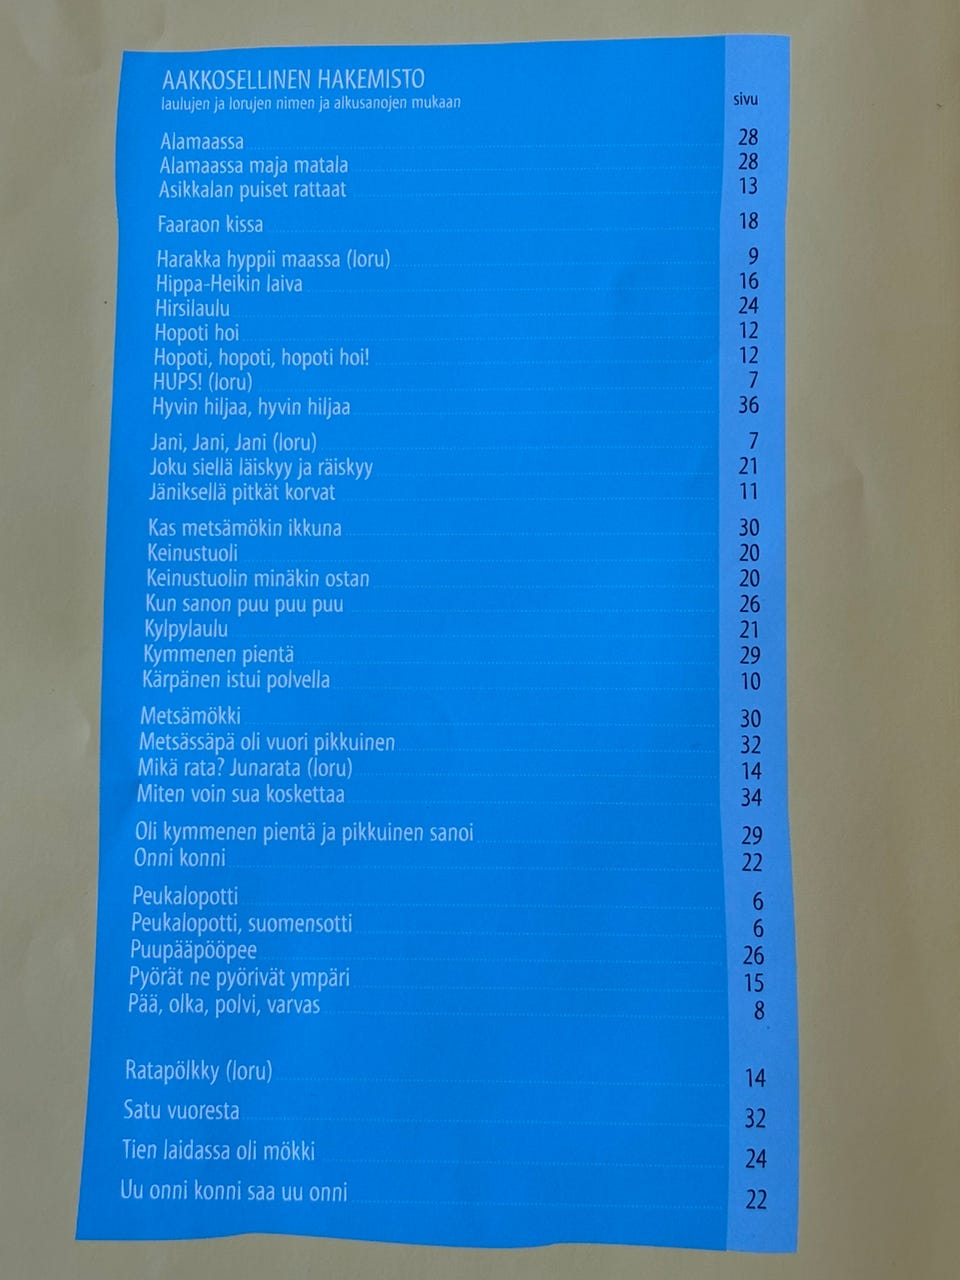 AAKKOSELLINEN HAKEMISTO
laulujen ja lorujen nimen ja alkusanojen mukaan sivu
Alamaassa 28
Alamaassa maja matala 28
Asikkalan puiset rattaat 13
Faaraon kissa 18
Harakka hyppii maassa (loru) 9
Hippa-Heikin laiva 16
Hirsilaulu 24
Hopoti hoi 12
Hopoti, hopoti, hopoti hoi! 12
HUPS! (loru) 7
Hyvin hiljaa, hyvin hiljaa 36
Jani, Jani, Jani (loru) 7
Joku siellä läiskyy ja räiskyy 21
Jäniksellä pitkät korvat 11
Kas metsämökin ikkuna 30
Keinustuoli 20
Keinustuolin minäkin ostan 20
Kun sanon puu puu puu 26
Kylpylaulu 21
Kymmenen pientä 29
Kärpänen istui polvella 10
Metsämökki 30
Metsässäpä oli vuori pikkuinen 32
Mikä rata? Junarata (loru) 14
Miten voin sua koskettaa 34
Oli kymmenen pientä ja pikkuinen sanoi 29
Onni konni 22
Peukalopotti 6
Peukalopotti, suomensotti 6
Puupääpööpee 26
Pyörät ne pyörivät ympäri 15
Pää, olka, polvi, varvas 8
Ratapölkky (loru) 14
Satu vuoresta 32
Tien laidassa oli mökki 24
Uu onni konni saa uu onni 22